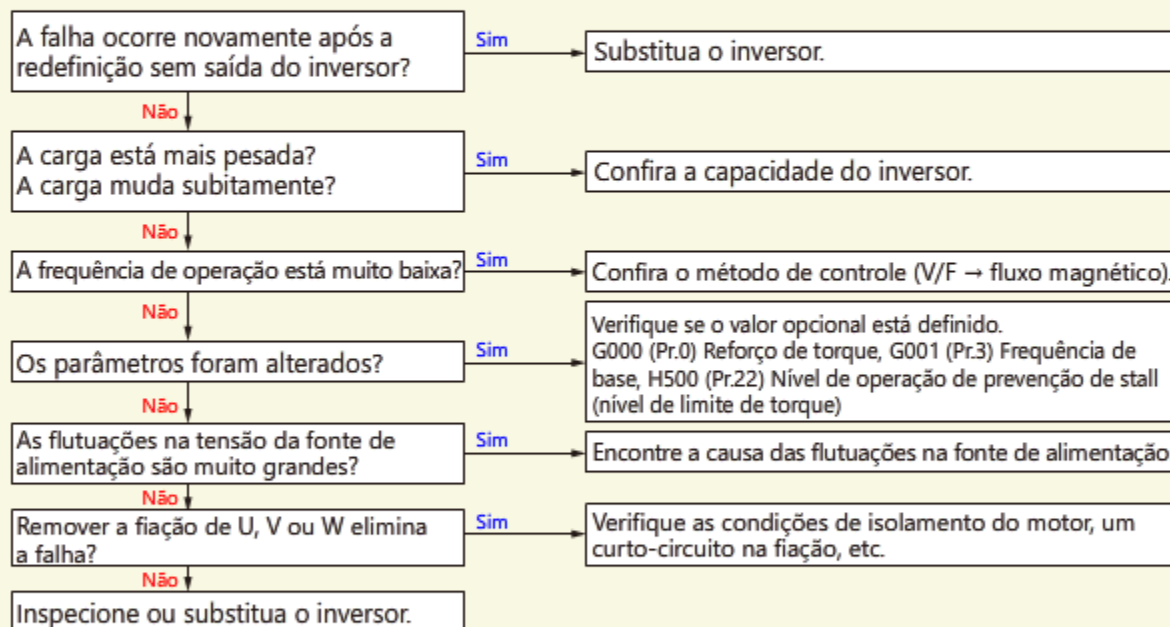 A falha ocorre novamente após a
redefinição sem saída do inversor?
Sim
Substitua o inversor.
Não
A carga está mais pesada?
A carga muda subitamente?
Sim
Confira a capacidade do inversor.
Não
A frequência de operação está muito baixa?
Sim
Confira o método de controle (V/F → fluxo magnético).
Não
Os parâmetros foram alterados?
Sim
Verifique se o valor opcional está definido.
G000 (Pr.0) Reforço de torque, G001 (Pr.3) Frequência de
base, H500 (Pr.22) Nível de operação de prevenção de stall
(nível de limite de torque)
Não
As flutuações na tensão da fonte de
alimentação são muito grandes?
Sim
Encontre a causa das flutuações na fonte de alimentação
Não
Remover a fiação de U, V ou W elimina
a falha?
Sim
Verifique as condições de isolamento do motor, um
curto-circuito na fiação, etc.
Não
Inspecione ou substitua o inversor.